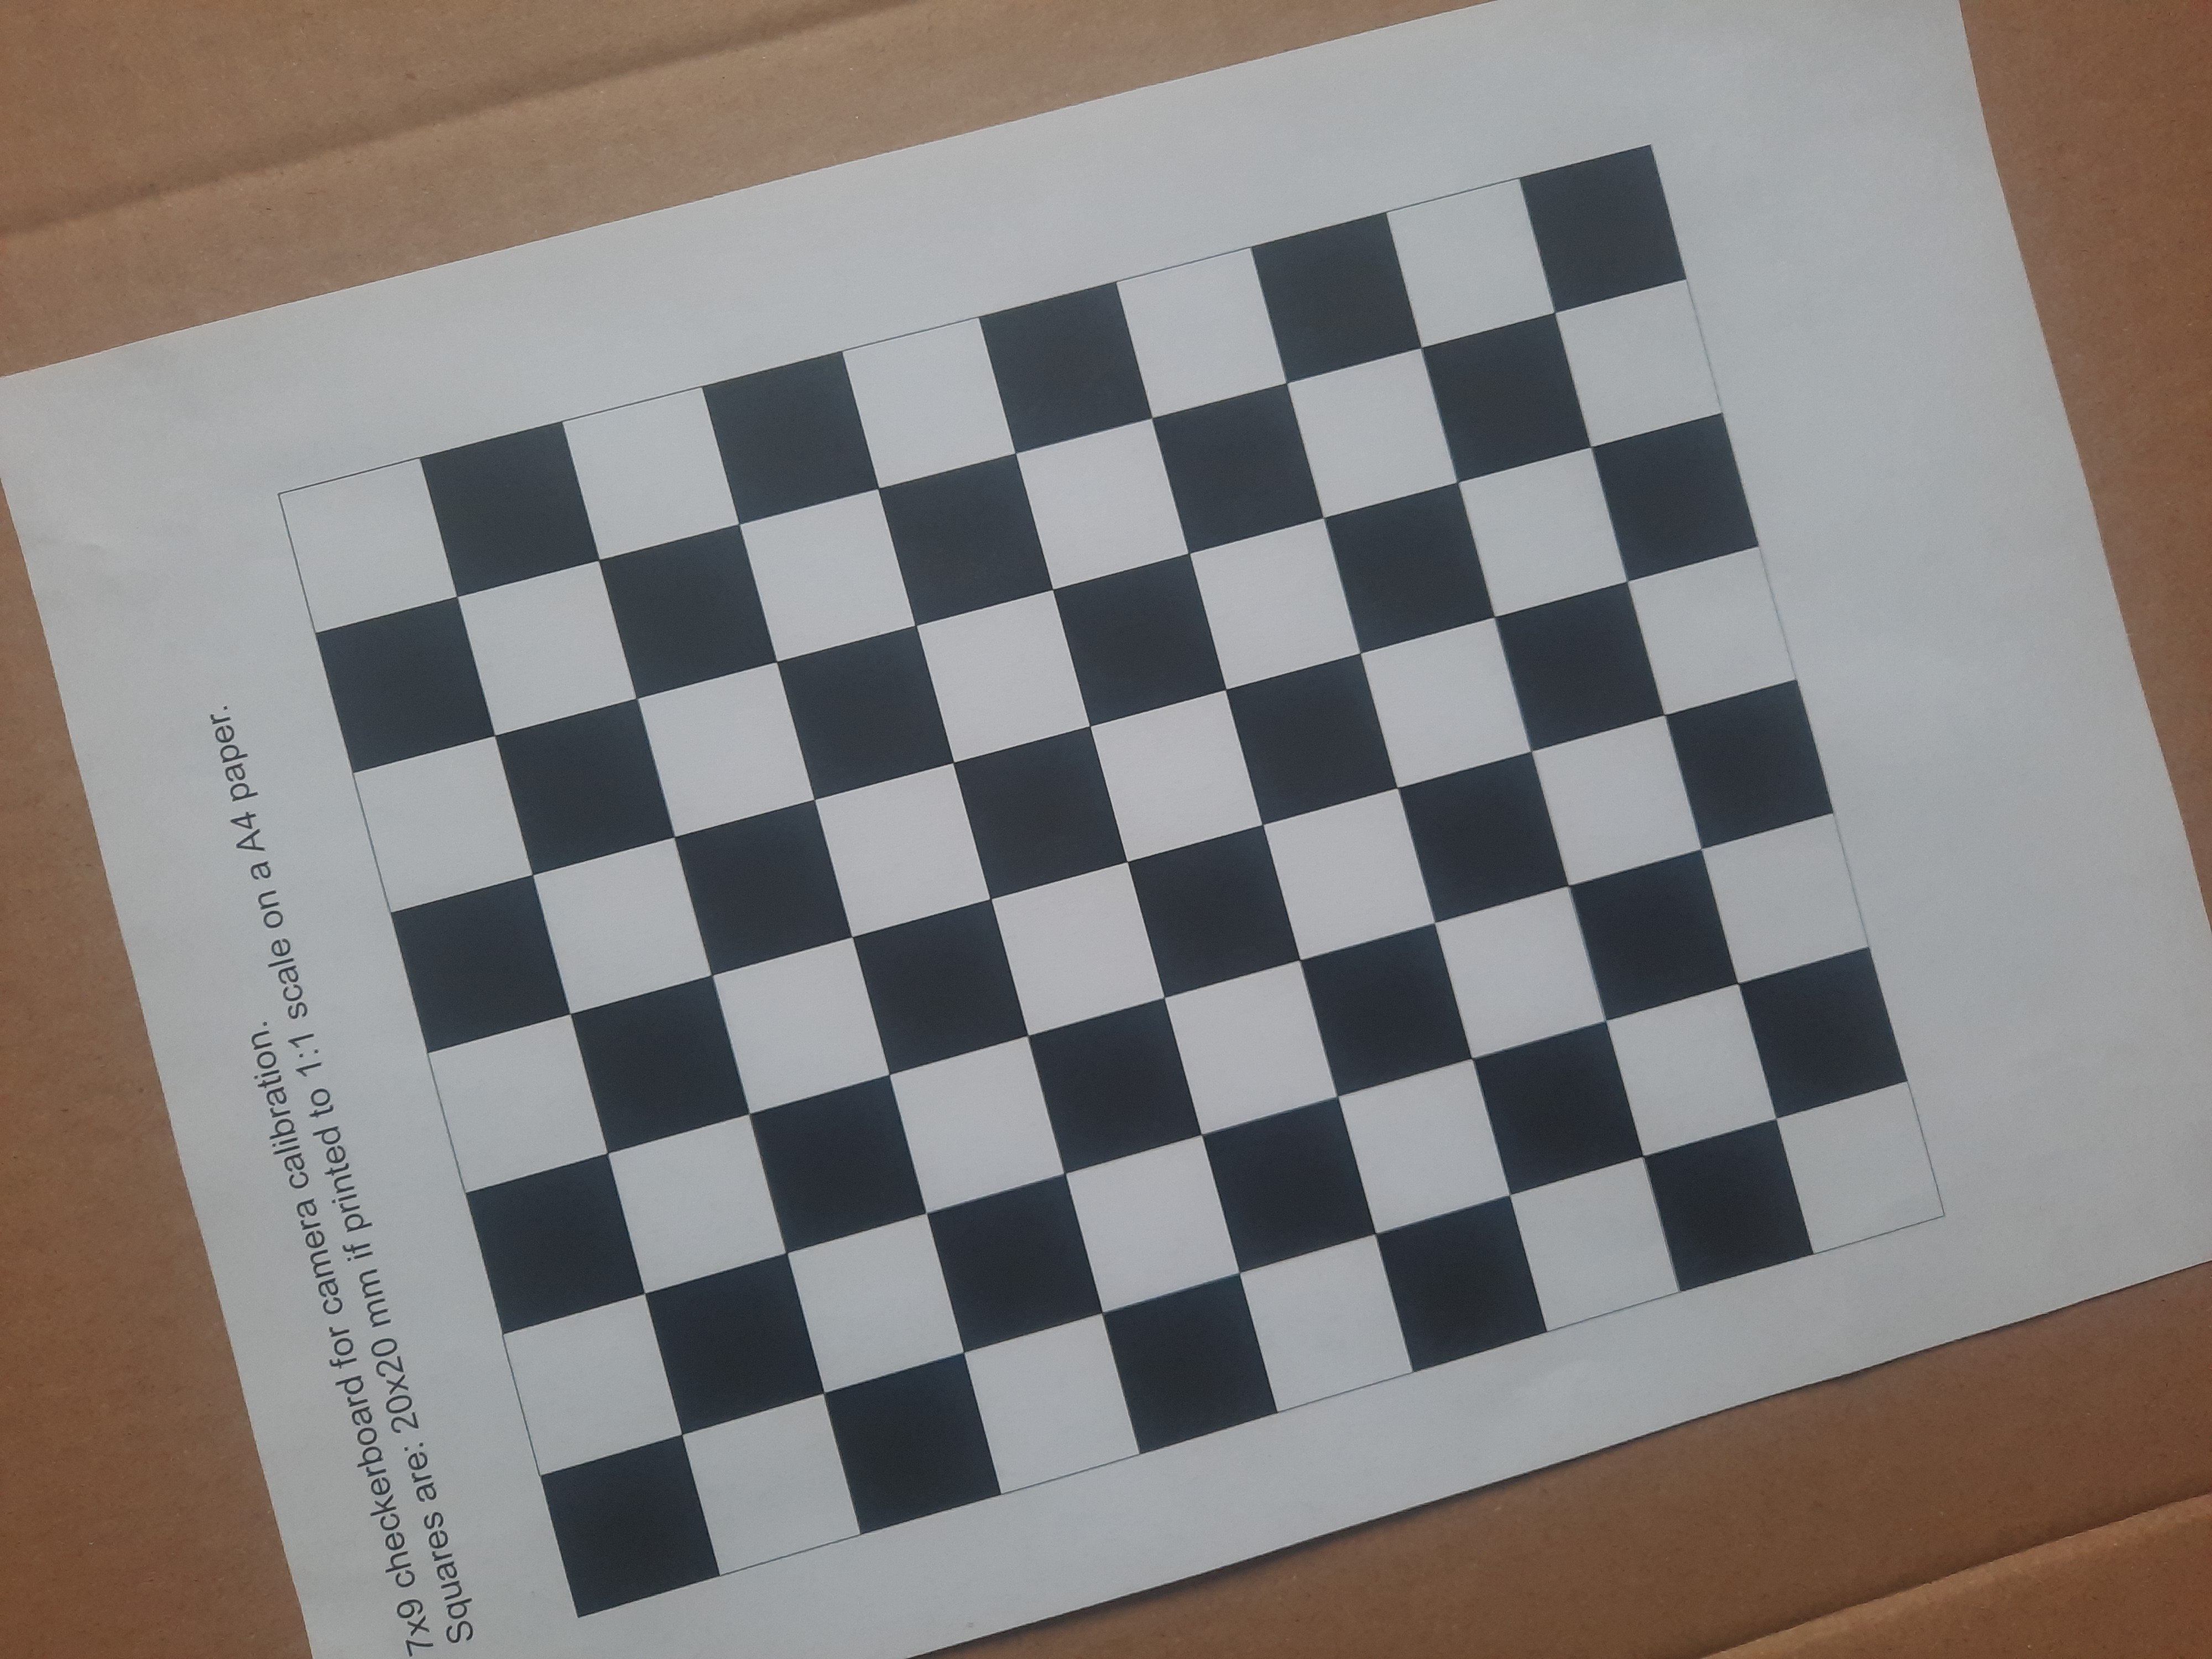 7x9 checkerboard for camera calibration.
Squares are: 20x20 mm if printed to 1:1 scale on a A4 paper.